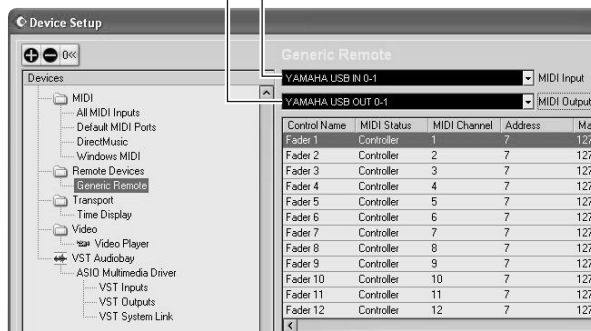 Device Setup
Devices
MIDI
All MIDI Inputs
Default MIDI Ports
DirectMusic
Windows MIDI
Remote Devices
Generic Remote
Transport
Time Display
Video
Video Player
VST Audiobay
ASIO Multimedia Driver
VST Inputs
VST Outputs
VST System Link
Generic Remote
YAMAHA USB IN 0-1 MIDI Input
YAMAHA USB OUT 0-1 MIDI Output
Control Name MIDI Status MIDI Channel Address Ma
Fader 1 Controller 1 7 127
Fader 2 Controller 2 7 127
Fader 3 Controller 3 7 127
Fader 4 Controller 4 7 127
Fader 5 Controller 5 7 127
Fader 6 Controller 6 7 127
Fader 7 Controller 7 7 127
Fader 8 Controller 8 7 127
Fader 9 Controller 9 7 127
Fader 10 Controller 10 7 127
Fader 11 Controller 11 7 127
Fader 12 Controller 12 7 127